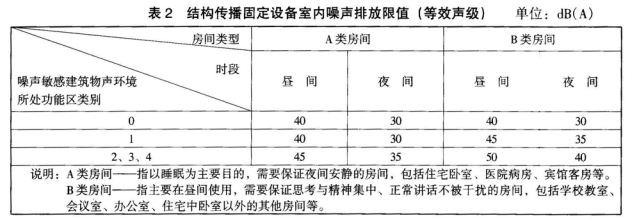 表2 结构传播固定设备室内噪声排放限值（等效声级） 单位：dB(A)
房间类型 A类房间 B类房间
时段
噪声敏感建筑物声环境
所处功能区类别
昼间 夜间 昼间 夜间
0 40 30 40 30
1 40 30 45 35
2、3、4 45 35 50 40
说明：A类房间——指以睡眠为主要目的，需要保证夜间安静的房间，包括住宅卧室、医院病房、宾馆客房等。
B类房间——指主要在昼间使用，需要保证思考与精神集中、正常讲话不被干扰的房间，包括学校教室、
会议室、办公室、住宅中卧室以外的其他房间等。